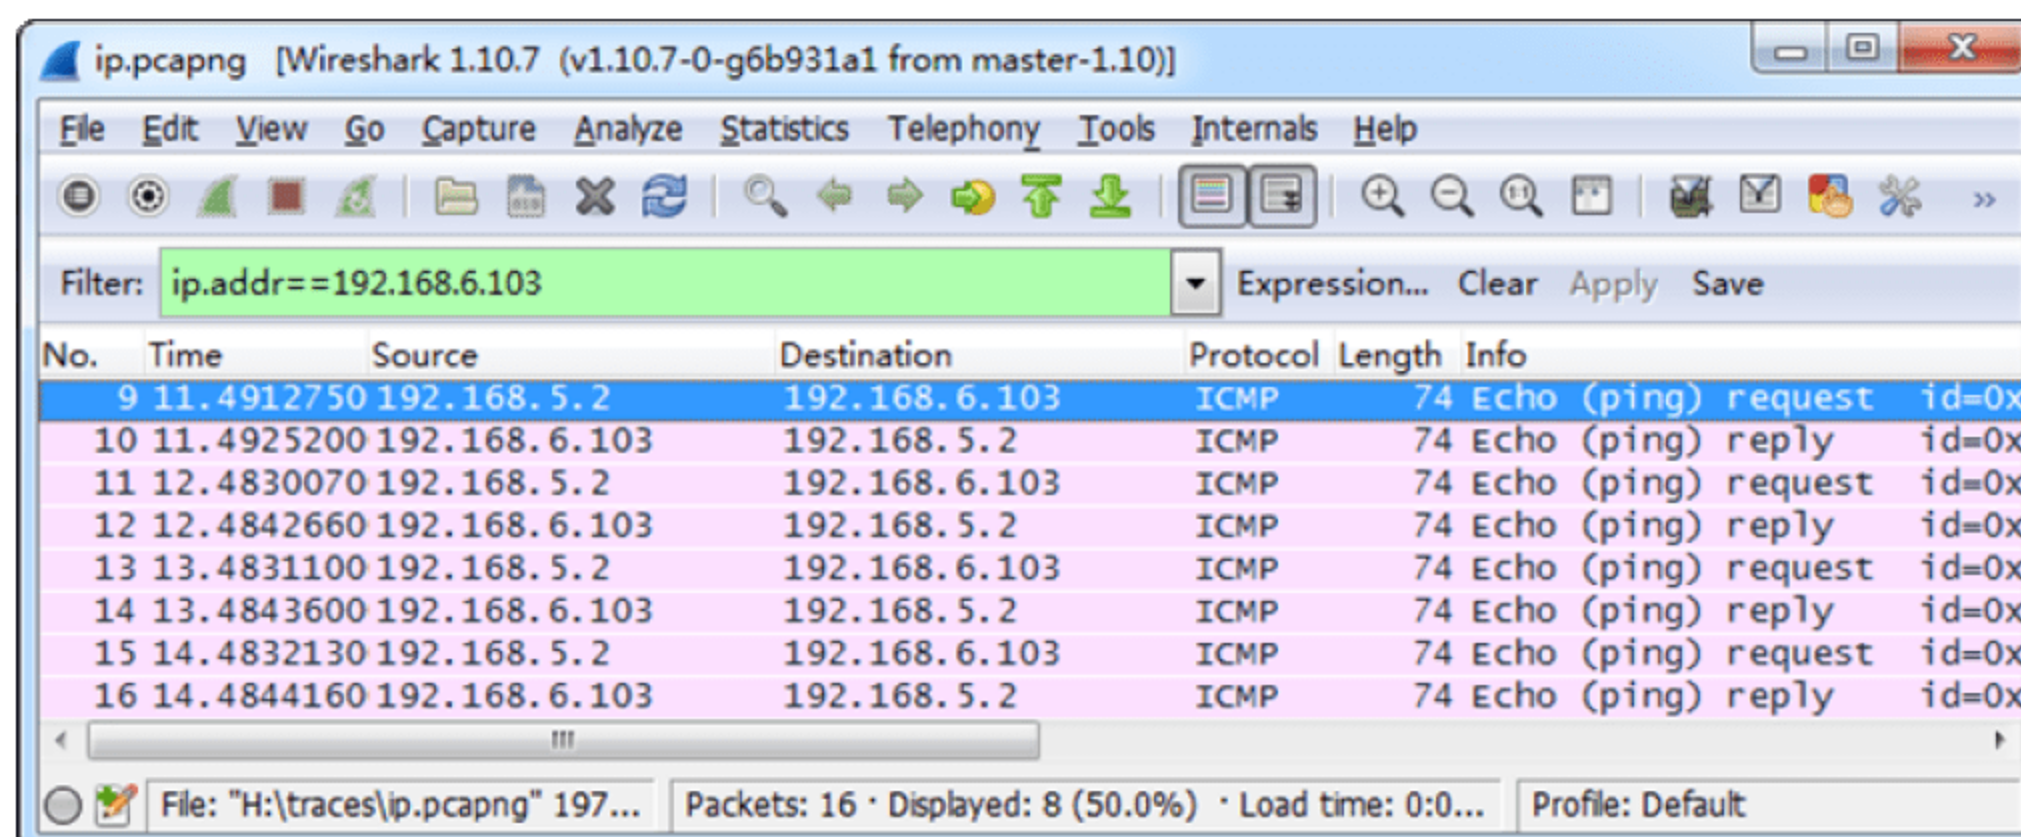 ip.pcapng [Wireshark 1.10.7 (v1.10.7-0-g6b931a1 from master-1.10)]
File Edit View Go Capture Analyze Statistics Telephony Tools Internals Help
Filter: ip.addr==192.168.6.103 Expression... Clear Apply Save
No. Time Source Destination Protocol Length Info
9 11.4912750 192.168.5.2 192.168.6.103 ICMP 74 Echo (ping) request id=0x
10 11.4925200 192.168.6.103 192.168.5.2 ICMP 74 Echo (ping) reply id=0x
11 12.4830070 192.168.5.2 192.168.6.103 ICMP 74 Echo (ping) request id=0x
12 12.4842660 192.168.6.103 192.168.5.2 ICMP 74 Echo (ping) reply id=0x
13 13.4831100 192.168.5.2 192.168.6.103 ICMP 74 Echo (ping) request id=0x
14 13.4843600 192.168.6.103 192.168.5.2 ICMP 74 Echo (ping) reply id=0x
15 14.4832130 192.168.5.2 192.168.6.103 ICMP 74 Echo (ping) request id=0x
16 14.4844160 192.168.6.103 192.168.5.2 ICMP 74 Echo (ping) reply id=0x
File: "H:\traces\ip.pcapng" 197... Packets: 16 · Displayed: 8 (50.0%) · Load time: 0:0... Profile: Default